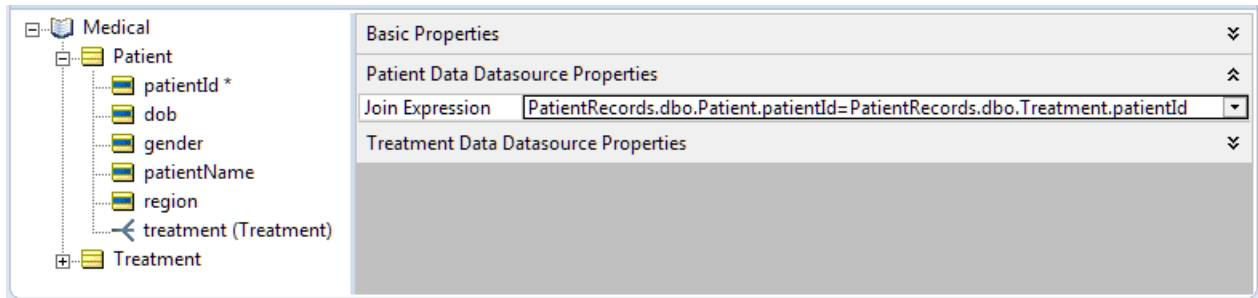 Medical
Patient
patientId *
dob
gender
patientName
region
treatment (Treatment)
Treatment
Basic Properties
Patient Data Datasource Properties
Join Expression PatientRecords.dbo.Patient.patientId=PatientRecords.dbo.Treatment.patientId
Treatment Data Datasource Properties